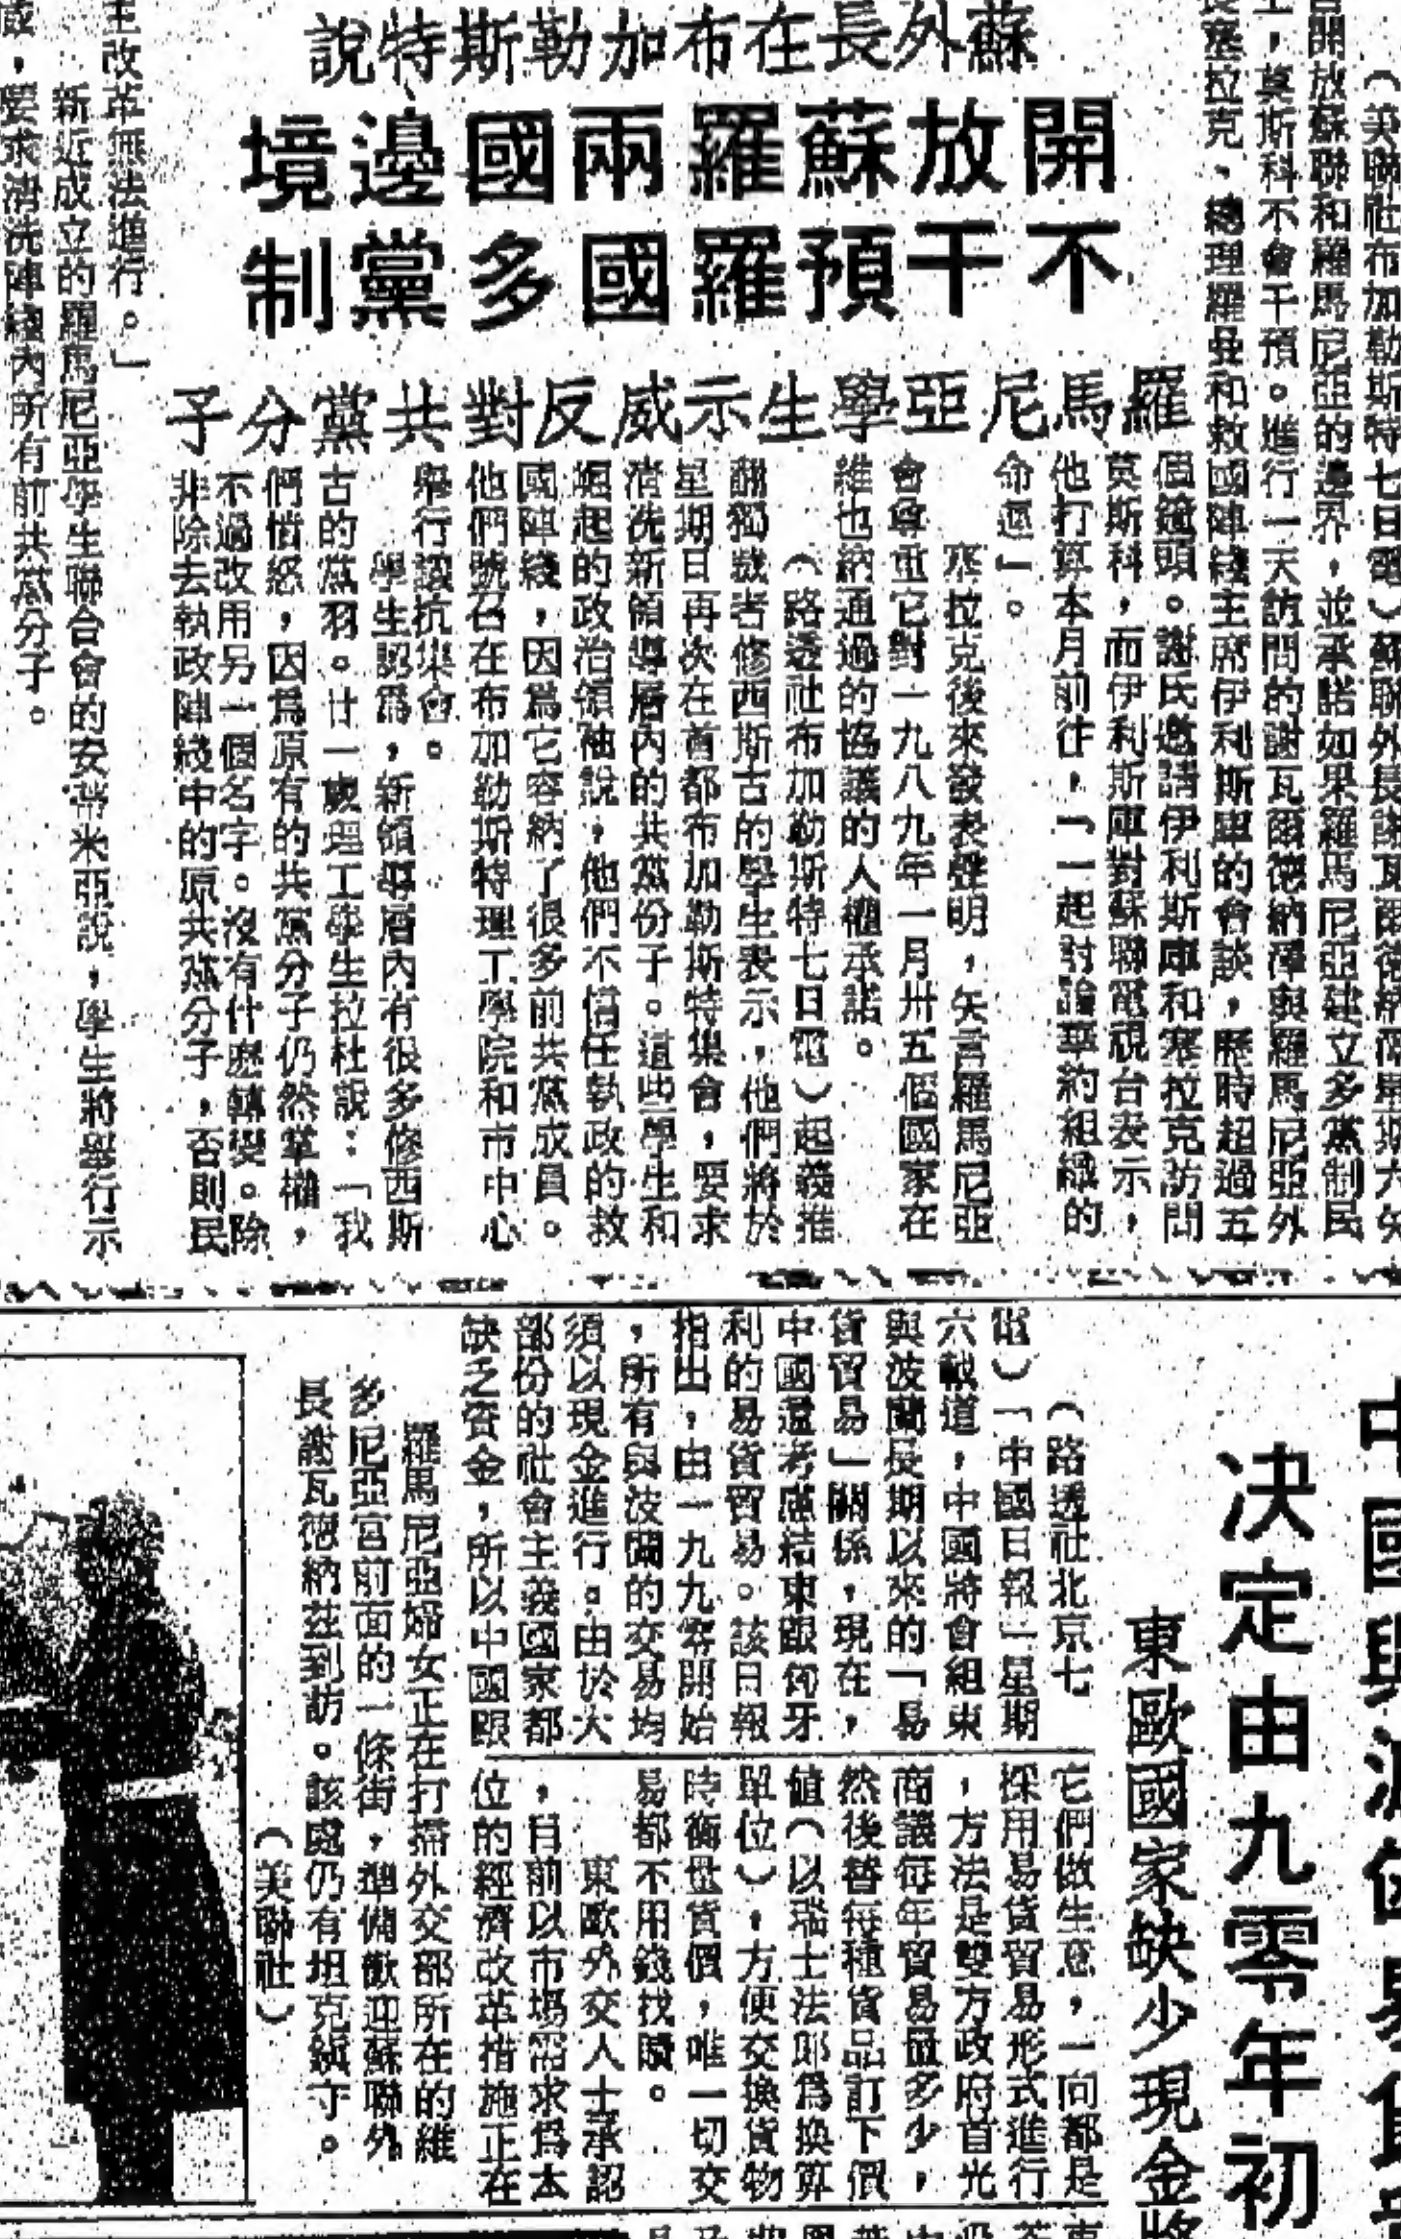 蘇外長在布加勒斯特說
開放蘇羅兩國邊境
不干預羅國多黨制
羅馬尼亞學生示威反對共黨分子
（美聯社布加勒斯特七日電）蘇聯外長謝瓦爾德納
開放蘇聯和羅馬尼亞的邊界，並承諾如果羅馬尼亞建立多黨制民
，莫斯科不會干預。進行一天訪問的謝瓦爾德納澤與羅馬尼亞外
長塞拉克、總理羅曼和救國陣綫主席伊利斯庫的會談，歷時超過五
個鐘頭。謝氏邀請伊利斯庫和塞拉克訪問
莫斯科，而伊利斯庫對蘇聯電視台表示，
他打算本月前往，「一起討論華約組織的
命運」。
塞拉克後來發表聲明，矢言羅馬尼亞
會尊重它對一九八九年一月卅五個國家在
維也納通過的協議的人權承諾。
（路透社布加勒斯特七日電）起義推
翻獨裁者修西斯古的學生表示，他們將於
星期日再次在首都布加勒斯特集會，要求
清洗新領導層內的共黨份子。這些學生和
崛起的政治領袖說，他們不信任執政的救
國陣綫，因爲它容納了很多前共黨成員。
他們號召在布加勒斯特理工學院和市中心
舉行認抗集會。
學生認爲，新領導層內有很多修西斯
古的黨羽。廿一歲理工學生拉杜說：「我
們憤怒，因爲原有的共黨分子仍然掌權，
不過改用另一個名字。沒有什麽轉變。除
非除去執政陣綫中的原共黨分子，否則民
主改革無法進行。」
新近成立的羅馬尼亞學生聯合會的安蒂米亞說，學生將舉行示
威，要求清洗陣綫內所有前共黨分子。
決定由九零年初
東歐國家缺少現金
（路透社北京七
電）「中國日報」星期
六載道，中國將會組束
與波蘭長期以來的「易
貨貿易」關係，現在，
中國還考慮結束跟匈牙
利的易貨貿易。該日報
指出，由一九九零開始
，所有與波蘭的交易均
須以現金進行。由於大
部份的社會主義國家都
缺乏資金，所以中國跟
它們做生意，一向都是
採用易貨貿易形式進行
，方法是雙方政府首先
商議每年貿易量多少，
然後替每種貨品訂下價
值（以瑞士法郎爲換算
單位），方便交換貨物
時衡量貨價，唯一切交
易都不用錢找贖。
東歐外交人士承認
，目前以市場需求爲本
位的經濟改革措施正在
羅馬尼亞婦女正在打掃外交部所在的維
多尼亞宮前面的一條街，準備歡迎蘇聯外
長謝瓦德納茲到訪。該處仍有坦克鎮守。
（美聯社）